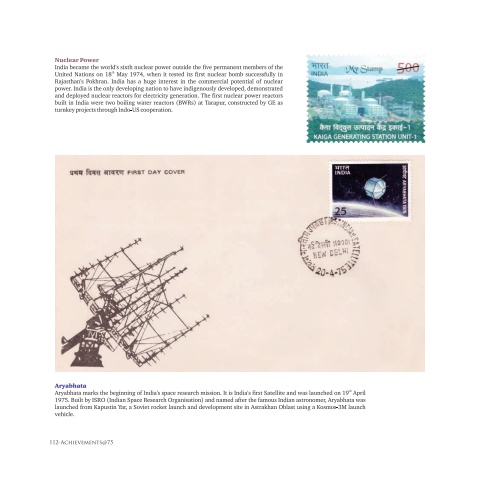 Nuclear Power
India became the world's sixth nuclear power outside the five permanent members of the
United Nations on 18th May 1974, when it tested its first nuclear bomb successfully in
Rajasthan's Pokhran. India has a huge interest in the commercial potential of nuclear
power. India is the only developing nation to have indigenously developed, demonstrated
and deployed nuclear reactors for electricity generation. The first nuclear power reactors
built in India were two boiling water reactors (BWRs) at Tarapur, constructed by GE as
turnkey projects through Indo-US cooperation.
भारत
INDIA
My Stamp
500
कैगा विद्युत उत्पादन केंद्र इकाई-1
KAIGA GENERATING STATION UNIT-1
प्रथम दिवस आवरण FIRST DAY COVER
भारत
INDIA
25
NEW DELHI
20-4-75
Aryabhata
Aryabhata marks the beginning of India's space research mission. It is India's first Satellite and was launched on 19th April
1975. Built by ISRO (Indian Space Research Organisation) and named after the famous Indian astronomer, Aryabhata was
launched from Kapustin Yar, a Soviet rocket launch and development site in Astrakhan Oblast using a Kosmos-3M launch
vehicle.
112-ACHIEVEMENTS@75